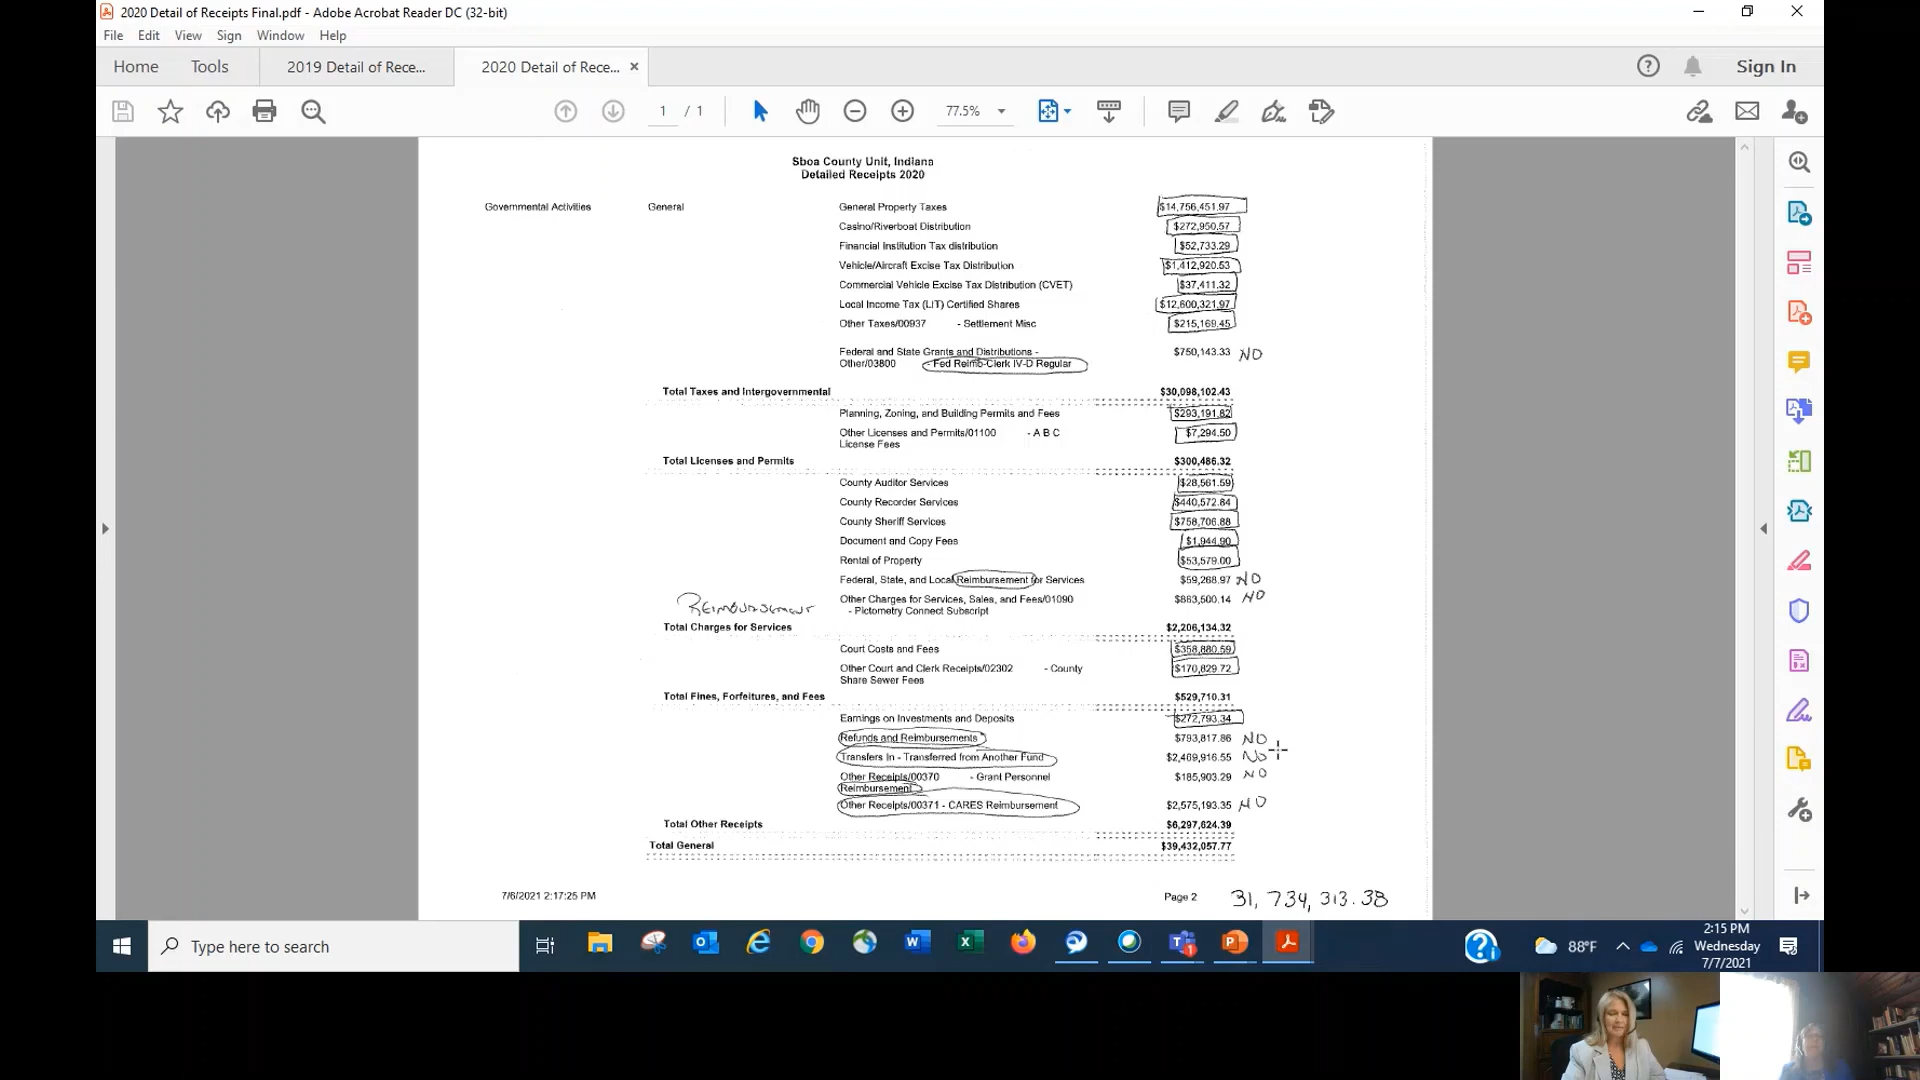 2020 Detail of Receipts Final.pdf - Adobe Acrobat Reader DC (32-bit)
File Edit View Sign Window Help
Home Tools 2019 Detail of Rece... 2020 Detail of Rece... × Sign In
1 / 1 77.5%
Sboa County Unit, Indiana
Detailed Receipts 2020
Governmental Activities General General Property Taxes $14,756,451.97
Casino/Riverboat Distribution $272,950.57
Financial Institution Tax distribution $52,733.29
Vehicle/Aircraft Excise Tax Distribution $1,412,920.53
Commercial Vehicle Excise Tax Distribution (CVET) $37,411.32
Local Income Tax (LIT) Certified Shares $12,600,321.97
Other Taxes/00937 - Settlement Misc $215,169.45
Federal and State Grants and Distributions - $750,143.33 NO
Other/03800 - Fed Reimb-Clerk IV-D Regular
Total Taxes and Intergovernmental $30,098,102.43
Planning, Zoning, and Building Permits and Fees $293,191.82
Other Licenses and Permits/01100 - A B C $7,294.50
License Fees
Total Licenses and Permits $300,486.32
County Auditor Services $28,561.59
County Recorder Services $440,572.84
County Sheriff Services $758,706.88
Document and Copy Fees $1,944.90
Rental of Property $53,579.00
Federal, State, and Local Reimbursement for Services $59,268.97 NO
REIMBURSEMENT Other Charges for Services, Sales, and Fees/01090 $863,500.14 NO
- Pictometry Connect Subscript
Total Charges for Services $2,206,134.32
Court Costs and Fees $358,880.59
Other Court and Clerk Receipts/02302 - County $170,829.72
Share Sewer Fees
Total Fines, Forfeitures, and Fees $529,710.31
Earnings on Investments and Deposits $272,793.34
Refunds and Reimbursements $793,817.86 NO
Transfers In - Transferred from Another Fund $2,469,916.55 NO
Other Receipts/00370 - Grant Personnel $185,903.29 NO
Reimbursement
Other Receipts/00371 - CARES Reimbursement $2,575,193.35 NO
Total Other Receipts $6,297,624.39
Total General $39,432,057.77
7/6/2021 2:17:25 PM Page 2 31,734,313.38
Type here to search 88°F 2:15 PM
Wednesday
7/7/2021